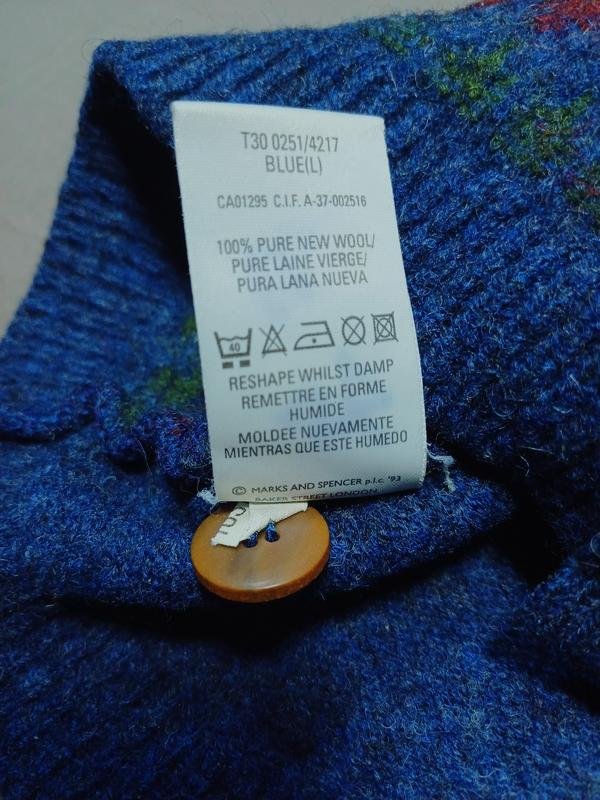 T30 0251/4217
BLUE(L)
CA01295 C.I.F. A-37-002516
100% PURE NEW WOOL/
PURE LAINE VIERGE/
PURA LANA NUEVA
40
RESHAPE WHILST DAMP
REMETTRE EN FORME
HUMIDE
MOLDEE NUEVAMENTE
MIENTRAS QUE ESTE HUMEDO
© MARKS AND SPENCER p.l.c. '93
BAKER STREET LONDON